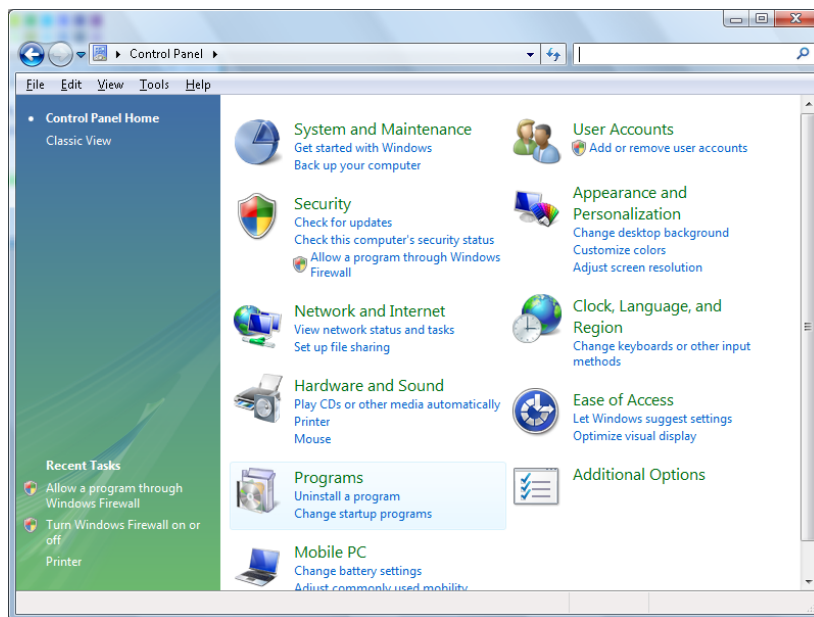 Control Panel
File Edit View Tools Help
Control Panel Home
Classic View
System and Maintenance
Get started with Windows
Back up your computer
Security
Check for updates
Check this computer's security status
Allow a program through Windows
Firewall
Network and Internet
View network status and tasks
Set up file sharing
Hardware and Sound
Play CDs or other media automatically
Printer
Mouse
Programs
Uninstall a program
Change startup programs
Mobile PC
Change battery settings
Adjust commonly used mobility
User Accounts
Add or remove user accounts
Appearance and
Personalization
Change desktop background
Customize colors
Adjust screen resolution
Clock, Language, and
Region
Change keyboards or other input
methods
Ease of Access
Let Windows suggest settings
Optimize visual display
Additional Options
Recent Tasks
Allow a program through
Windows Firewall
Turn Windows Firewall on or
off
Printer